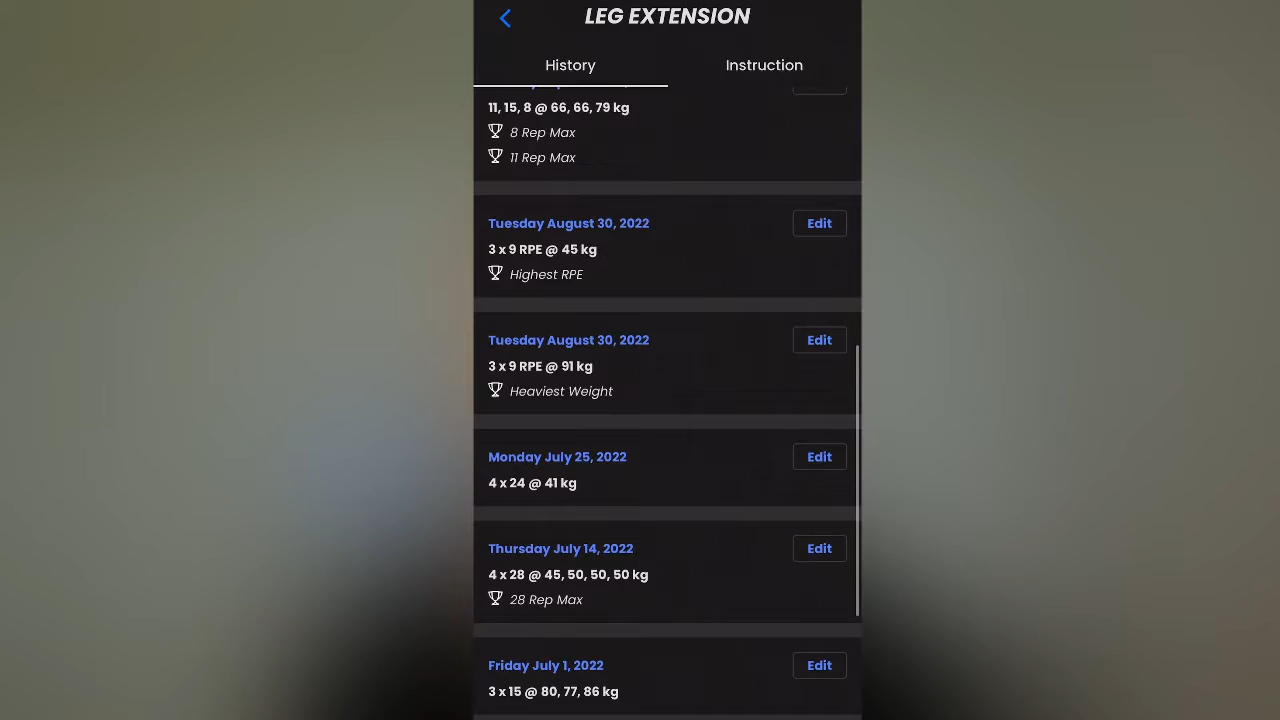 LEG EXTENSION
History
Instruction
11, 15, 8 @ 66, 66, 79 kg
8 Rep Max
11 Rep Max
Tuesday August 30, 2022
Edit
3 x 9 RPE @ 45 kg
Highest RPE
Tuesday August 30, 2022
Edit
3 x 9 RPE @ 91 kg
Heaviest Weight
Monday July 25, 2022
Edit
4 x 24 @ 41 kg
Thursday July 14, 2022
Edit
4 x 28 @ 45, 50, 50, 50 kg
28 Rep Max
Friday July 1, 2022
Edit
3 x 15 @ 80, 77, 86 kg